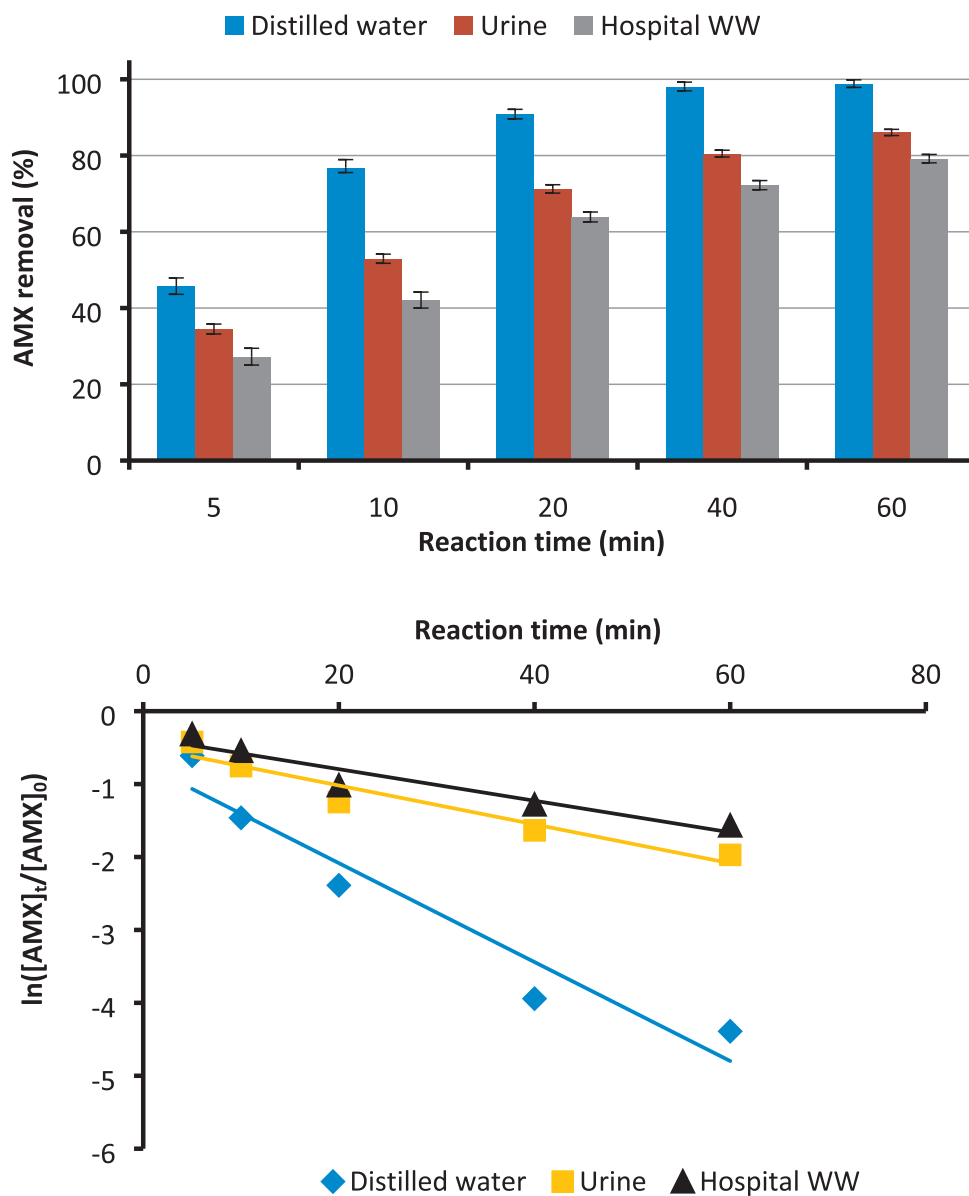 Distilled water Urine Hospital WW
AMX removal (%)
100
80
60
40
20
0
5 10 20 40 60
Reaction time (min)
Reaction time (min)
0 20 40 60 80
ln([AMX]t/[AMX]0)
0
-1
-2
-3
-4
-5
-6
Distilled water Urine Hospital WW